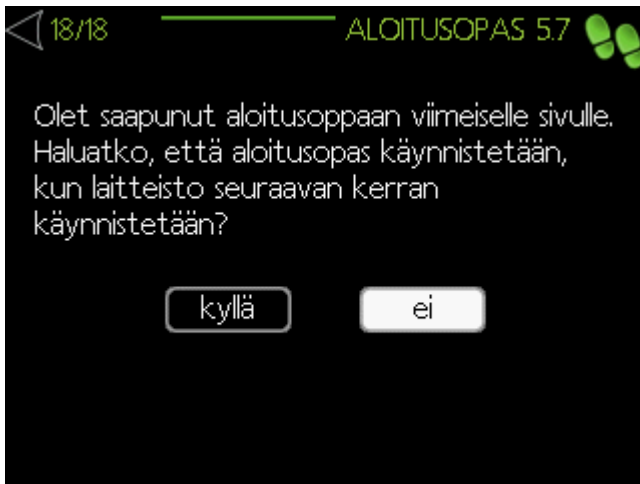 18/18
ALOITUSOPAS 5.7
Olet saapunut aloitusoppaan viimeiselle sivulle.
Haluatko, että aloitusopas käynnistetään,
kun laitteisto seuraavan kerran
käynnistetään?
kyllä
ei